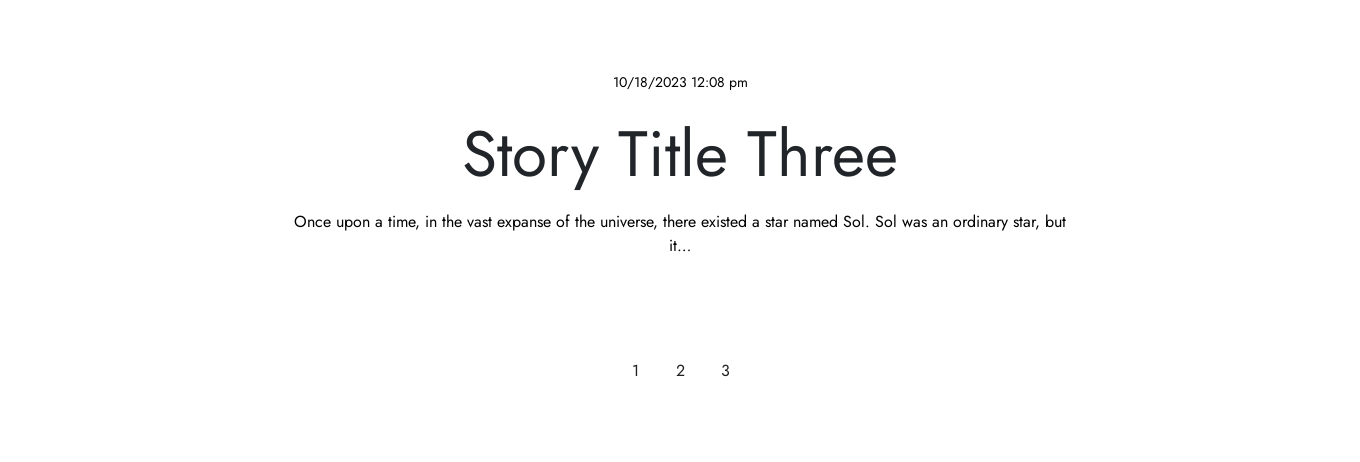 10/18/2023 12:08 pm
Story Title Three
Once upon a time, in the vast expanse of the universe, there existed a star named Sol. Sol was an ordinary star, but
it...
1 2 3